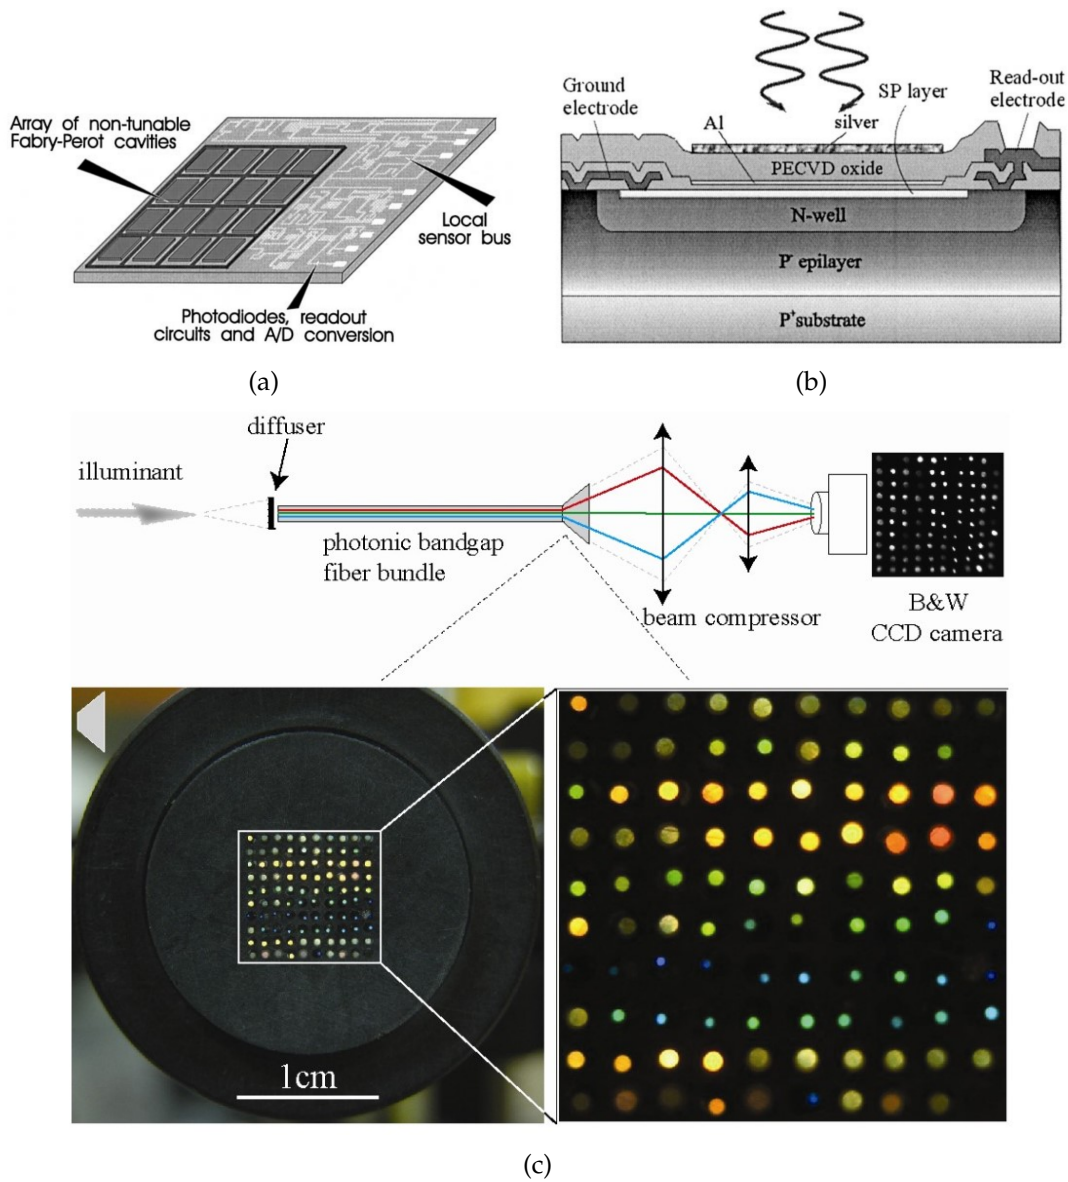 Array of non-tunable
Fabry-Perot cavities
Local
sensor bus
Photodiodes, readout
circuits and A/D conversion
(a)
Ground
electrode
Al
silver
SP layer
Read-out
electrode
PECVD oxide
N-well
P⁻ epilayer
P⁺substrate
(b)
illuminant
diffuser
photonic bandgap
fiber bundle
beam compressor
B&W
CCD camera
1cm
(c)